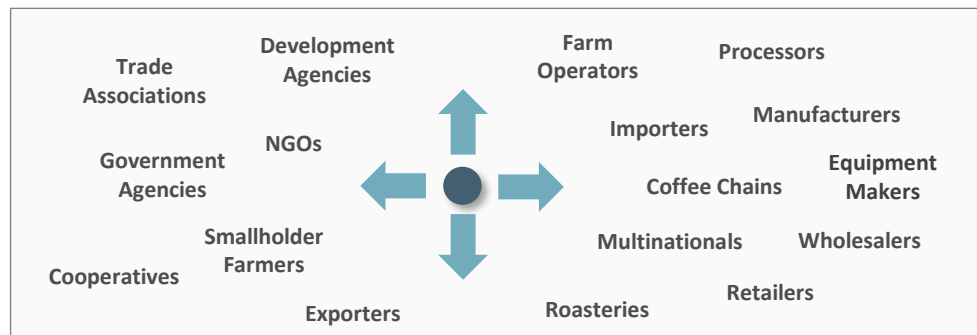 Development
Agencies
Trade
Associations
NGOs
Government
Agencies
Smallholder
Farmers
Cooperatives
Exporters
Farm
Operators
Processors
Importers
Manufacturers
Coffee Chains
Equipment
Makers
Multinationals
Wholesalers
Retailers
Roasteries